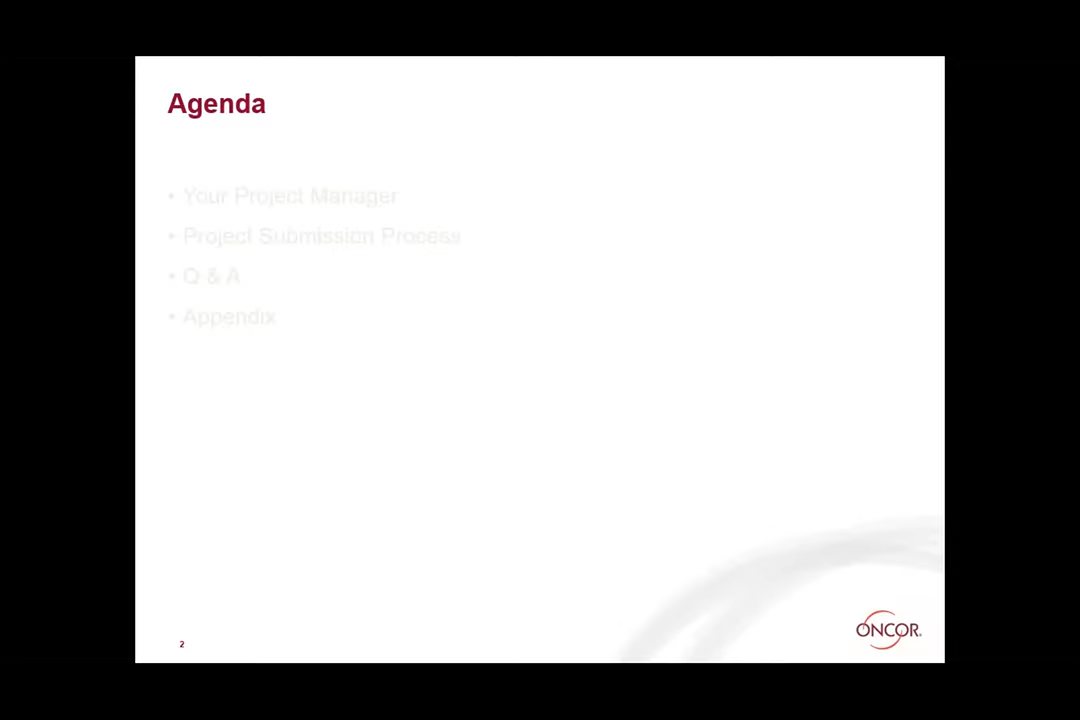 Agenda
• Your Project Manager
• Project Submission Process
• Q & A
• Appendix
2
ONCOR®